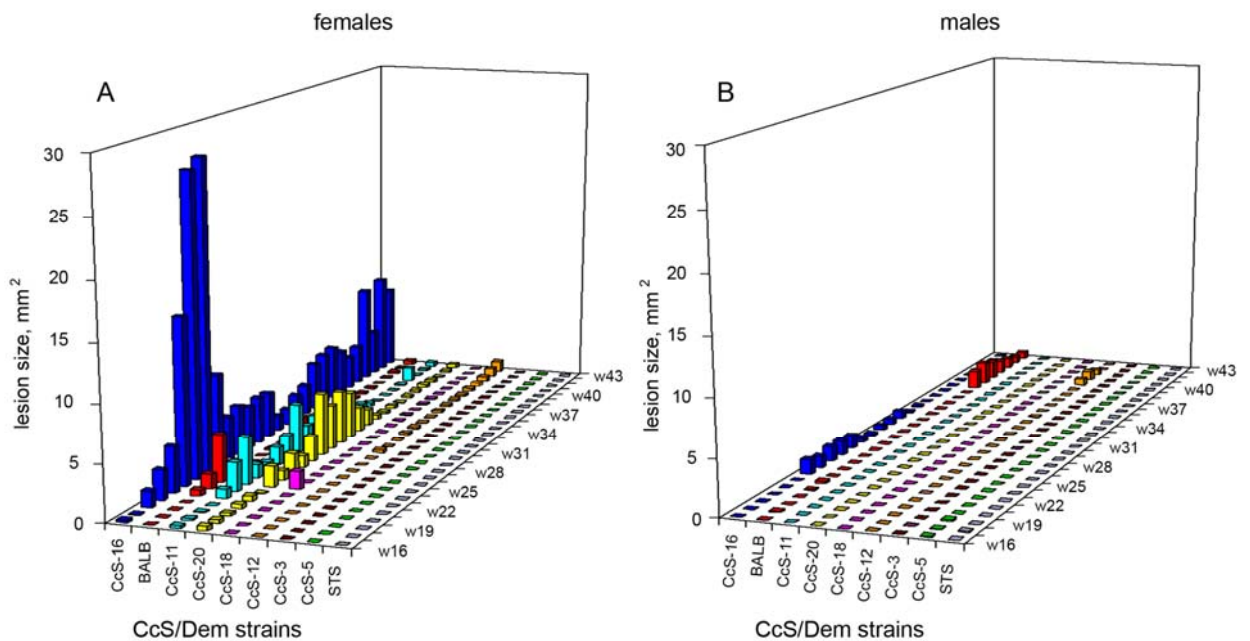 females
males
A
B
30
25
20
15
10
5
0
lesion size, mm²
w43
w40
w37
w34
w31
w28
w25
w22
w19
w16
CcS-16
BALB
CcS-11
CcS-20
CcS-18
CcS-12
CcS-3
CcS-5
STS
CcS/Dem strains
30
25
20
15
10
5
0
lesion size, mm²
w43
w40
w37
w34
w31
w28
w25
w22
w19
w16
CcS-16
BALB
CcS-11
CcS-20
CcS-18
CcS-12
CcS-3
CcS-5
STS
CcS/Dem strains